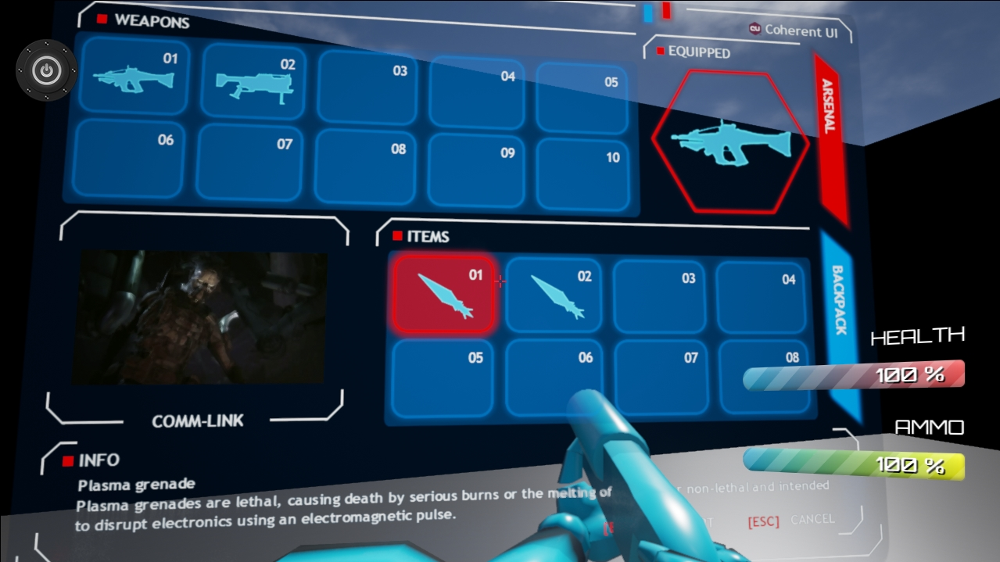 WEAPONS
Coherent UI
EQUIPPED
01
02
03
04
05
06
07
08
09
10
ARSENAL
ITEMS
01
02
03
04
05
06
07
08
BACKPACK
COMM-LINK
HEALTH
100 %
AMMO
100 %
INFO
Plasma grenade
Plasma grenades are lethal, causing death by serious burns or the melting of non-lethal and intended
to disrupt electronics using an electromagnetic pulse.
[ESC] CANCEL